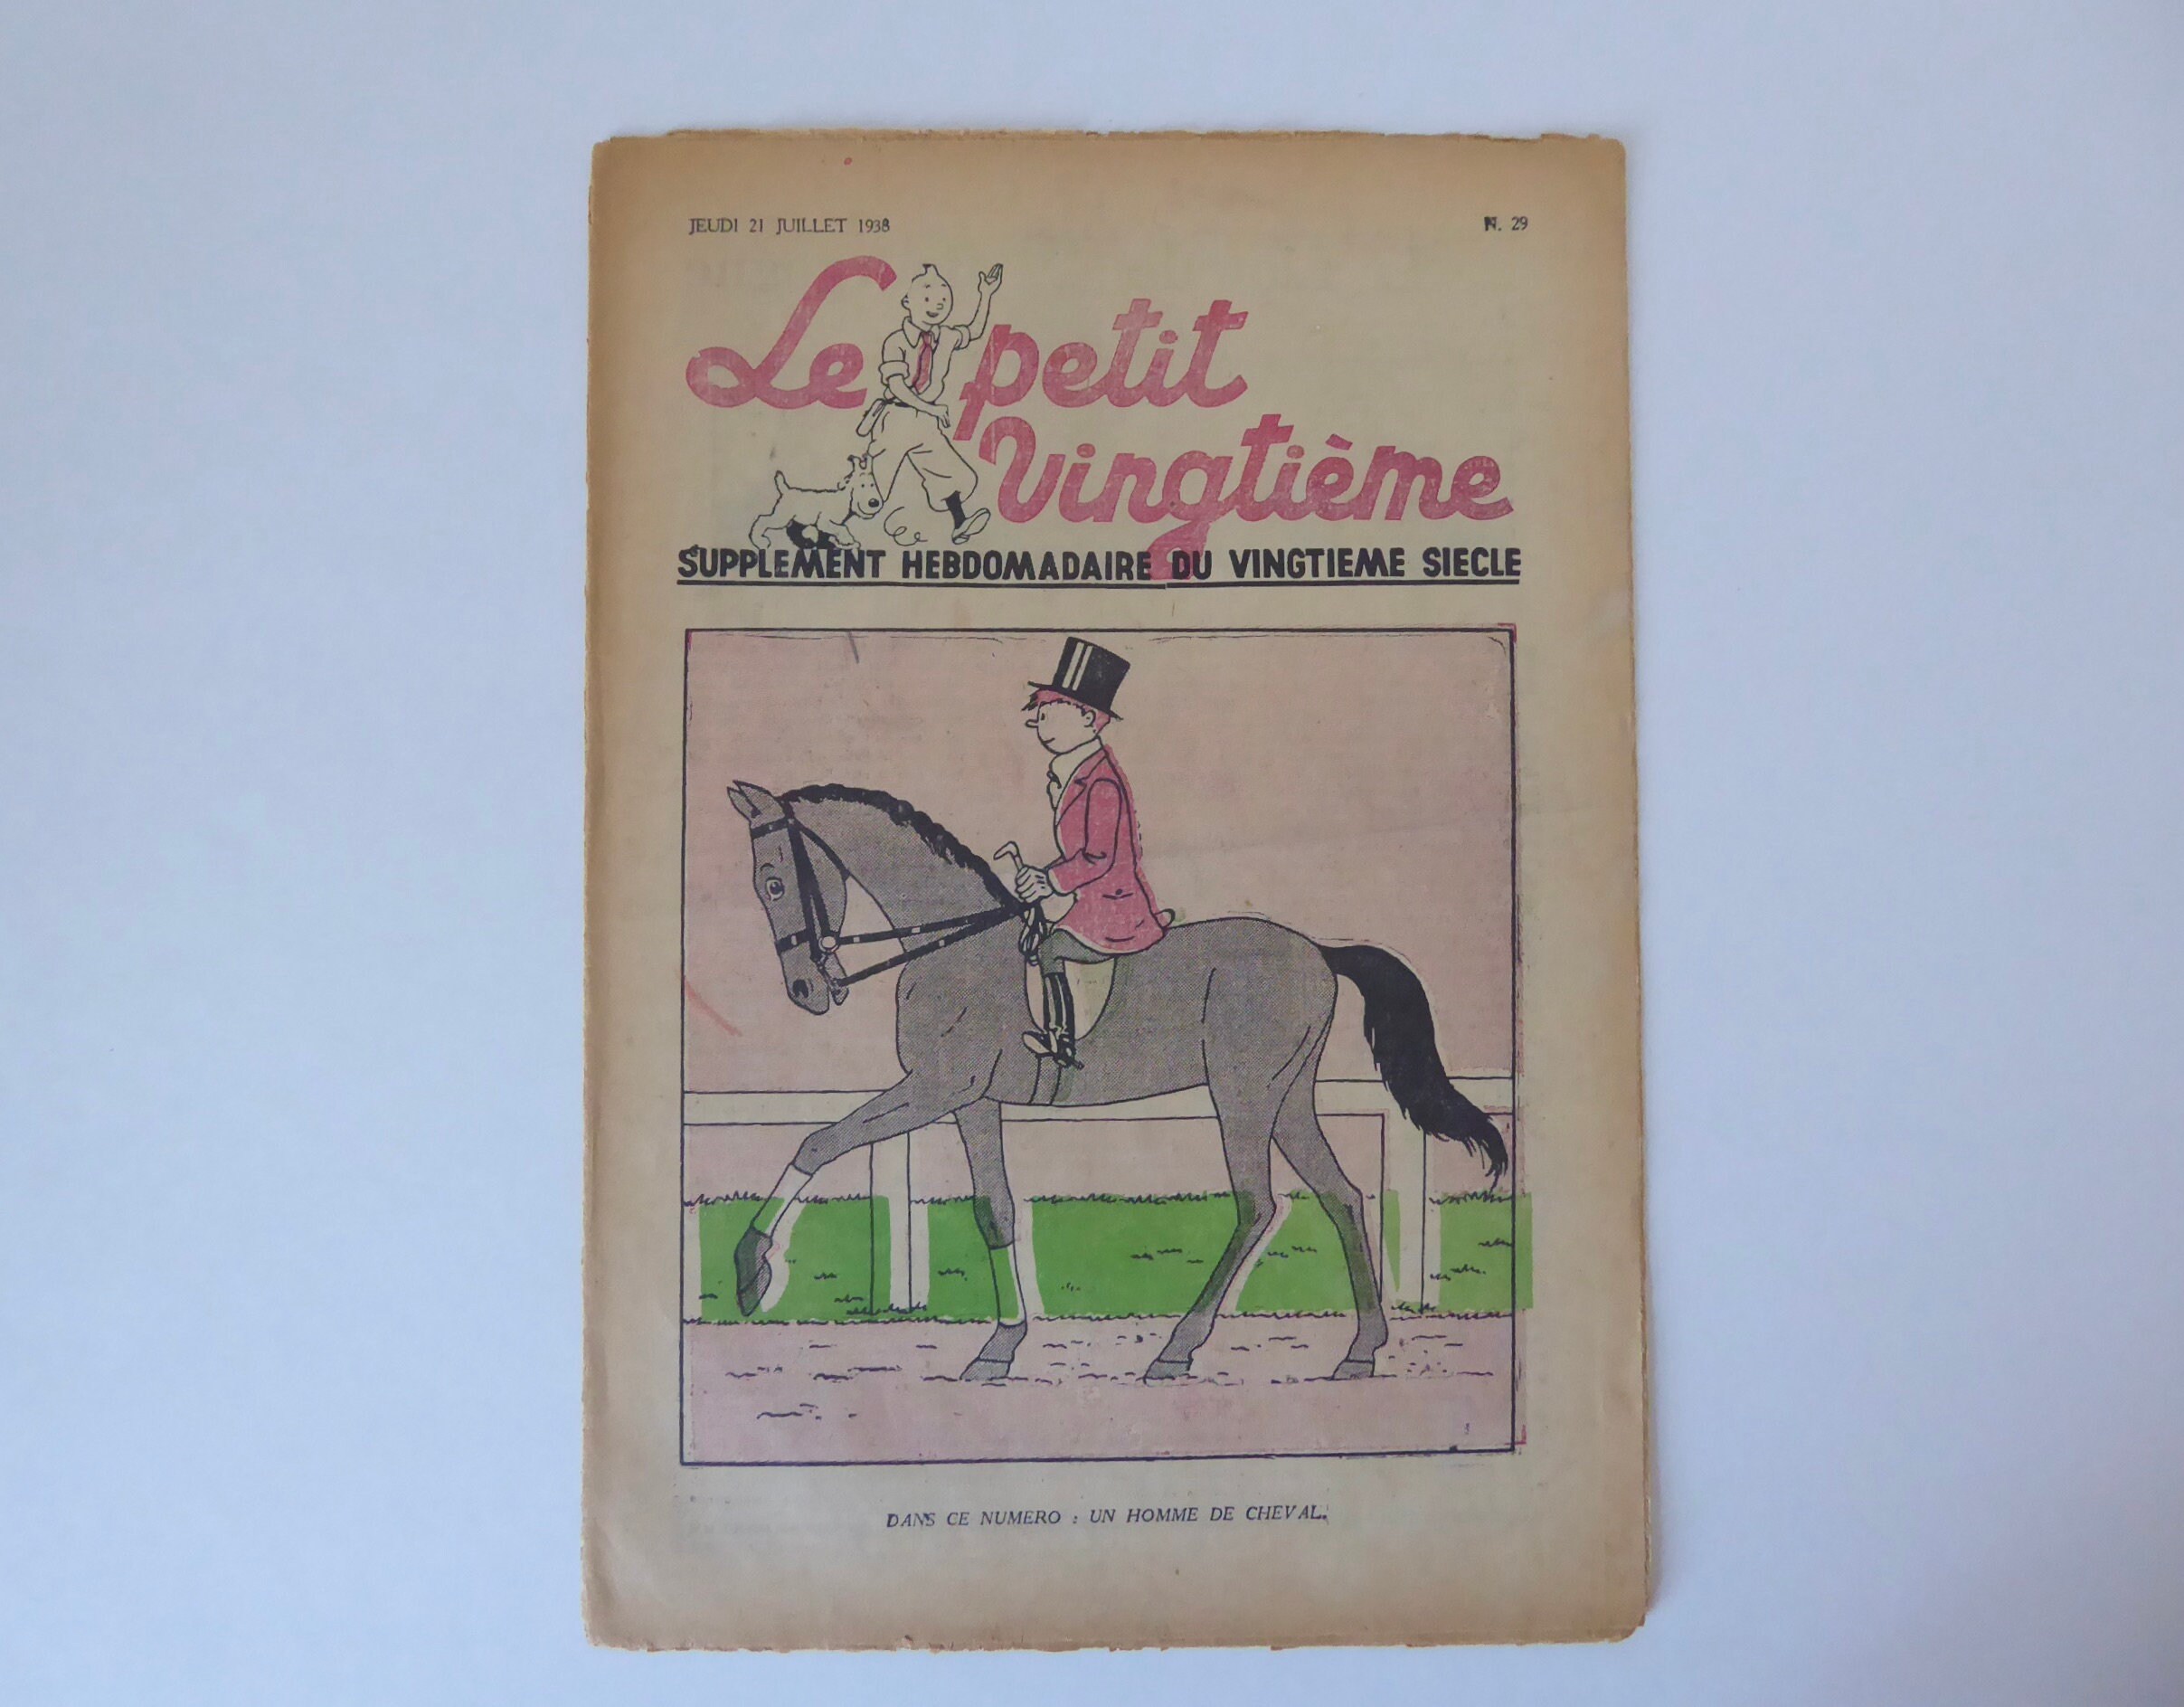 JEUDI 21 JUILLET 1938
N. 29
Le petit
vingtième
SUPPLEMENT HEBDOMADAIRE DU VINGTIEME SIECLE
DANS CE NUMERO : UN HOMME DE CHEVAL.